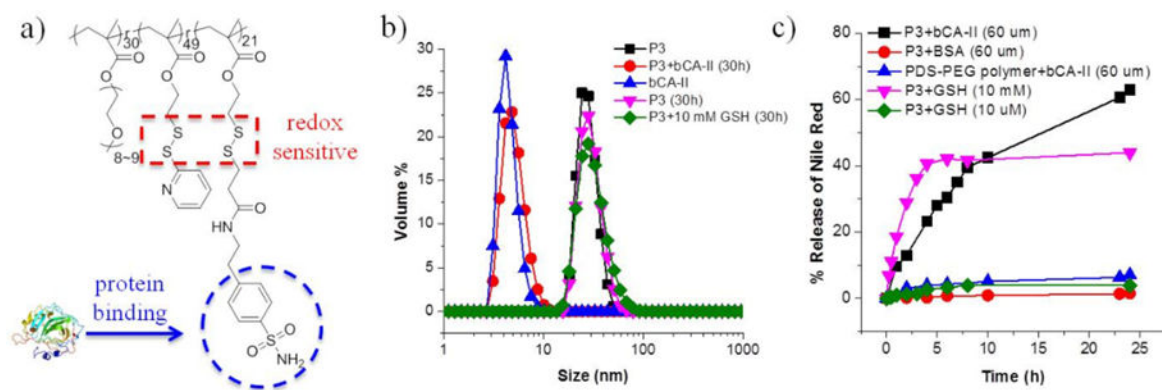 a)
30
49
21
O
O
O
O
O
O
O
O
8~9
S
S
S
S
redox
sensitive
N
O
HN
protein
binding
O
S
O
NH2
b)
30
25
20
15
10
5
0
Volume %
P3
P3+bCA-II (30h)
bCA-II
P3 (30h)
P3+10 mM GSH (30h)
1
10
100
1000
Size (nm)
c)
80
60
40
20
0
% Release of Nile Red
P3+bCA-II (60 um)
P3+BSA (60 um)
PDS-PEG polymer+bCA-II (60 um)
P3+GSH (10 mM)
P3+GSH (10 uM)
0
5
10
15
20
25
Time (h)